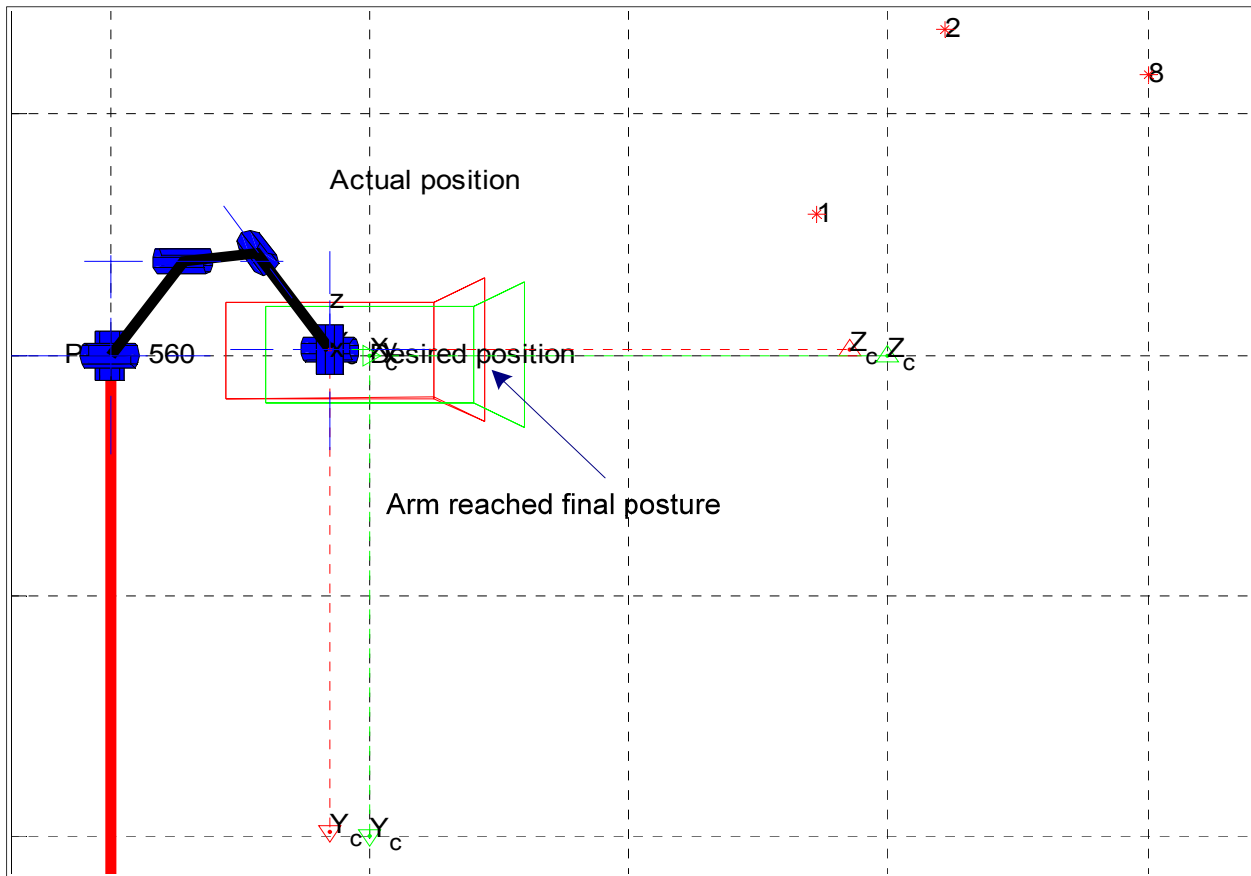 2
8
Actual position
1
z
P 560
Desired position
Z c
Z c
Arm reached final posture
Y c
Y c